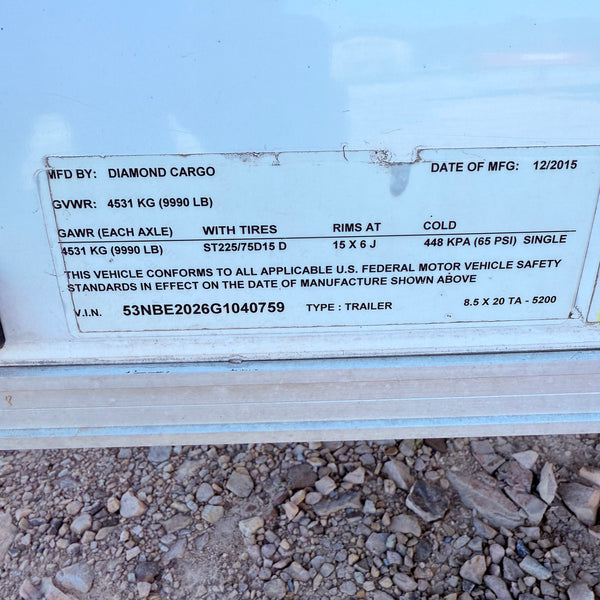 MFD BY: DIAMOND CARGO DATE OF MFG: 12/2015
GVWR: 4531 KG (9990 LB)
GAWR (EACH AXLE) WITH TIRES RIMS AT COLD
4531 KG (9990 LB) ST225/75D15 D 15 X 6 J 448 KPA (65 PSI) SINGLE
THIS VEHICLE CONFORMS TO ALL APPLICABLE U.S. FEDERAL MOTOR VEHICLE SAFETY
STANDARDS IN EFFECT ON THE DATE OF MANUFACTURE SHOWN ABOVE
V.I.N. 53NBE2026G1040759 TYPE : TRAILER 8.5 X 20 TA - 5200